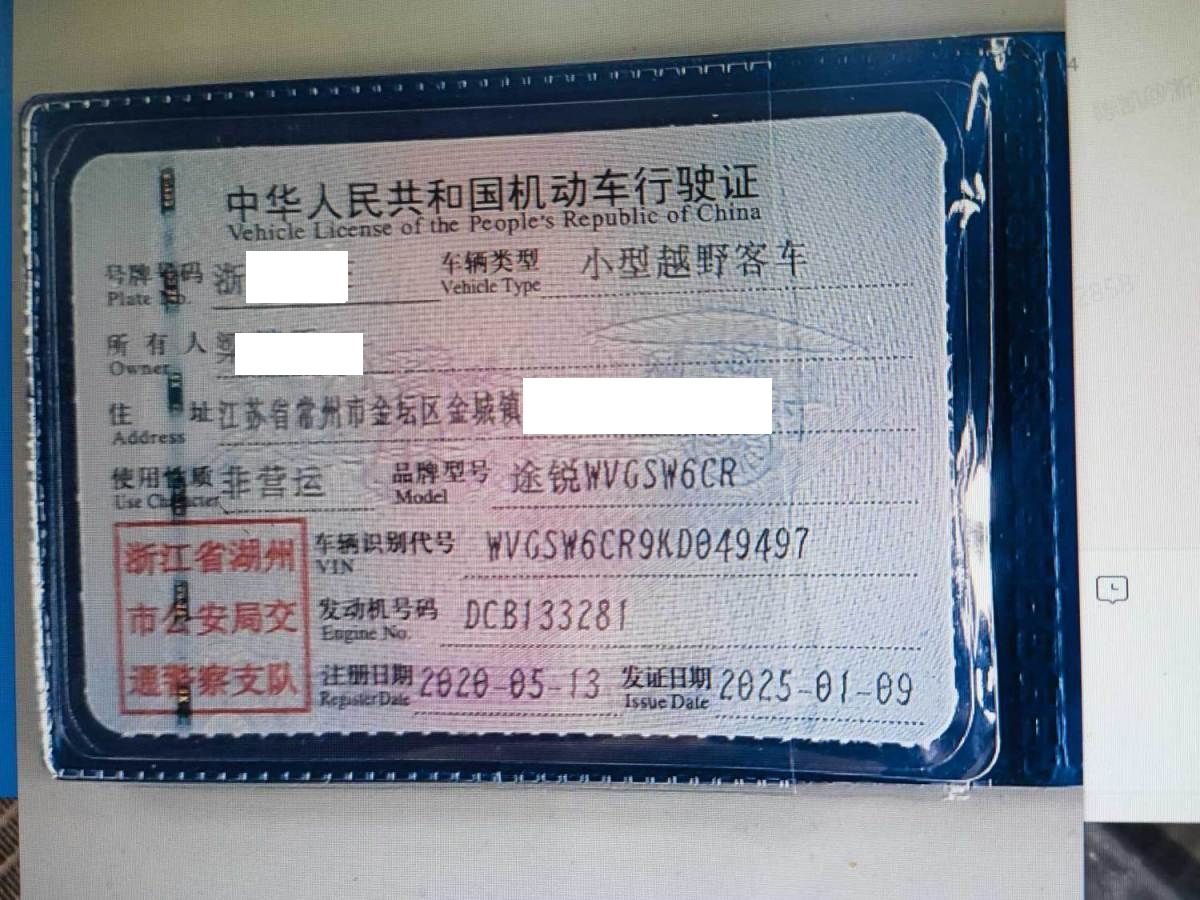 中华人民共和国机动车行驶证
Vehicle License of the People's Republic of China
号牌号码 浙 车辆类型 小型越野客车
Plate No. Vehicle Type
所有人
Owner
住址 江苏省常州市金坛区金城镇
Address
使用性质 非营运 品牌型号 途锐WVGSW6CR
Use Character Model
车辆识别代号 WVGSW6CR9KD049497
VIN
发动机号码 DCB133281
Engine No.
注册日期 2020-05-13 发证日期 2025-01-09
Register Date Issue Date
浙江省湖州
市公安局交
通警察支队